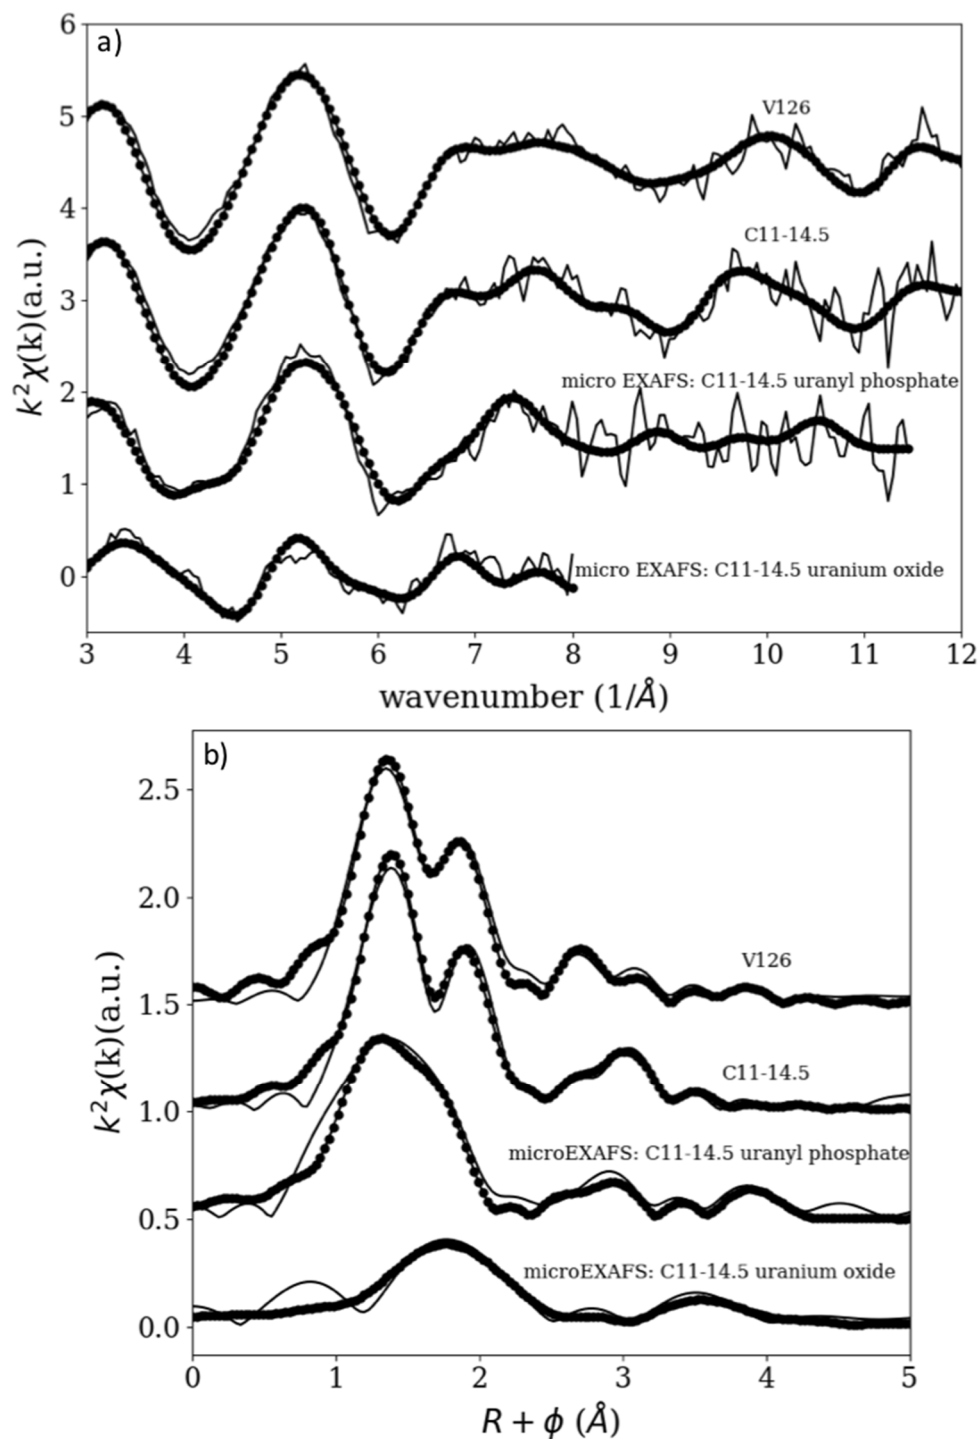 a)
6
5
4
3
2
1
0
k²χ(k)(a.u.)
V126
C11-14.5
micro EXAFS: C11-14.5 uranyl phosphate
micro EXAFS: C11-14.5 uranium oxide
3 4 5 6 7 8 9 10 11 12
wavenumber (1/Å)
b)
2.5
2.0
1.5
1.0
0.5
0.0
k²χ(k)(a.u.)
V126
C11-14.5
microEXAFS: C11-14.5 uranyl phosphate
microEXAFS: C11-14.5 uranium oxide
0 1 2 3 4 5
R + ϕ (Å)